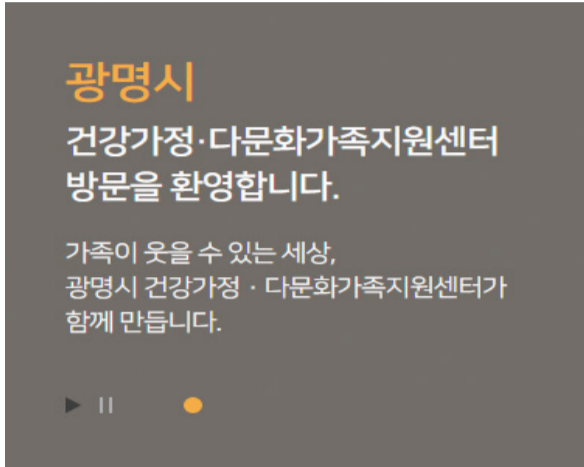 광명시
건강가정·다문화가족지원센터
방문을 환영합니다.
가족이 웃을 수 있는 세상,
광명시 건강가정 · 다문화가족지원센터가
함께 만듭니다.